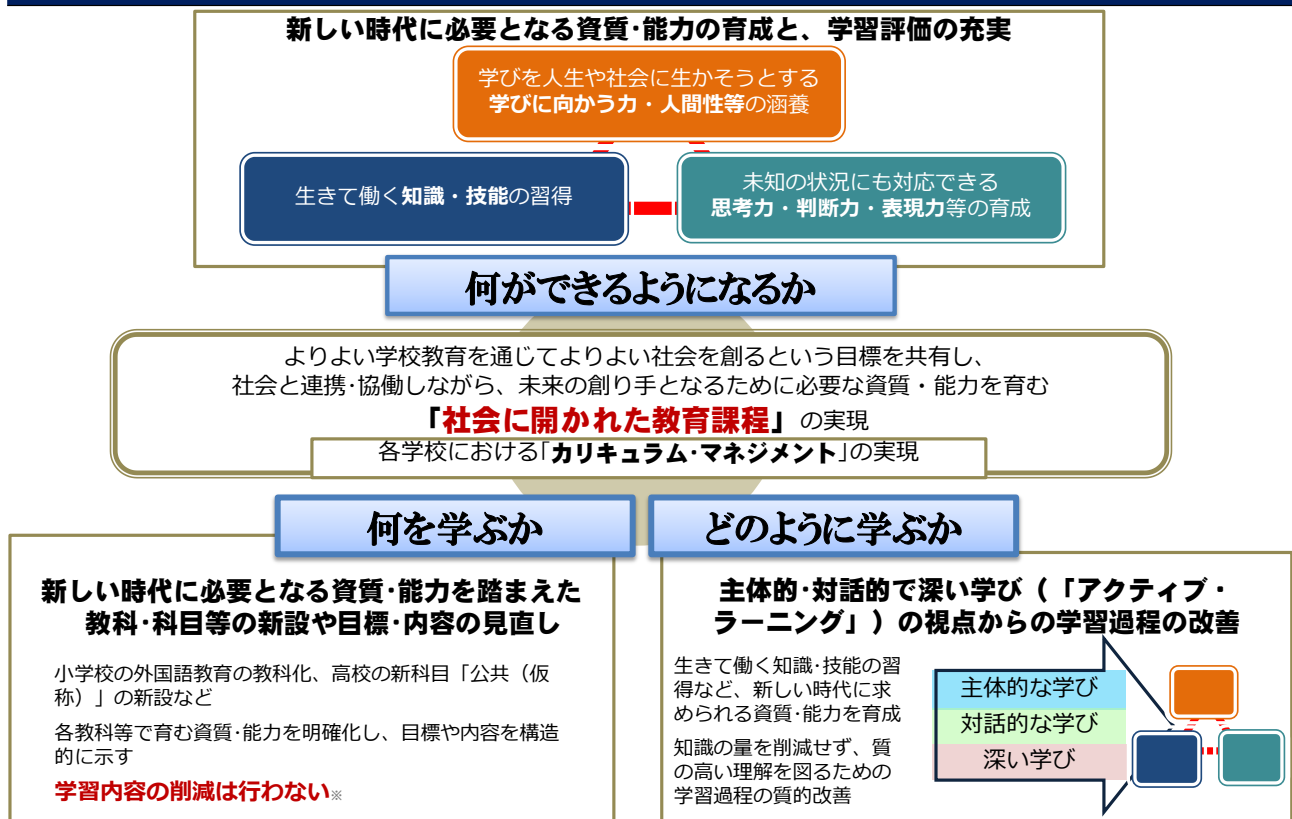 新しい時代に必要となる資質･能力の育成と、学習評価の充実
学びを人生や社会に生かそうとする
学びに向かう力・人間性等の涵養
生きて働く知識・技能の習得
未知の状況にも対応できる
思考力・判断力・表現力等の育成
何ができるようになるか
よりよい学校教育を通じてよりよい社会を創るという目標を共有し、
社会と連携･協働しながら、未来の創り手となるために必要な資質・能力を育む
「社会に開かれた教育課程」の実現
各学校における｢カリキュラム･マネジメント｣の実現
何を学ぶか
新しい時代に必要となる資質･能力を踏まえた
教科･科目等の新設や目標･内容の見直し
小学校の外国語教育の教科化、高校の新科目「公共（仮
称）」の新設など
各教科等で育む資質･能力を明確化し、目標や内容を構造
的に示す
学習内容の削減は行わない※
どのように学ぶか
主体的･対話的で深い学び（「アクティブ・
ラーニング」）の視点からの学習過程の改善
生きて働く知識･技能の習
得など、新しい時代に求
められる資質･能力を育成
知識の量を削減せず、質
の高い理解を図るための
学習過程の質的改善
主体的な学び
対話的な学び
深い学び